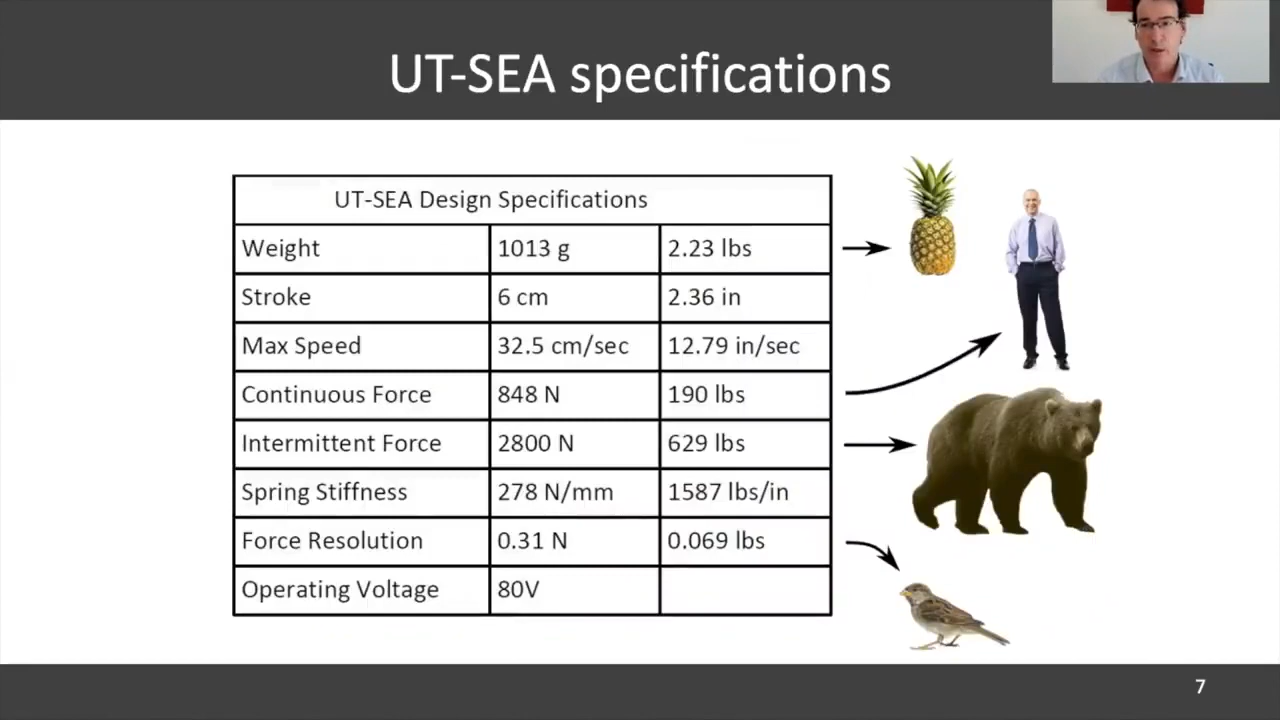 UT-SEA specifications
UT-SEA Design Specifications
Weight 1013 g 2.23 lbs
Stroke 6 cm 2.36 in
Max Speed 32.5 cm/sec 12.79 in/sec
Continuous Force 848 N 190 lbs
Intermittent Force 2800 N 629 lbs
Spring Stiffness 278 N/mm 1587 lbs/in
Force Resolution 0.31 N 0.069 lbs
Operating Voltage 80V
7